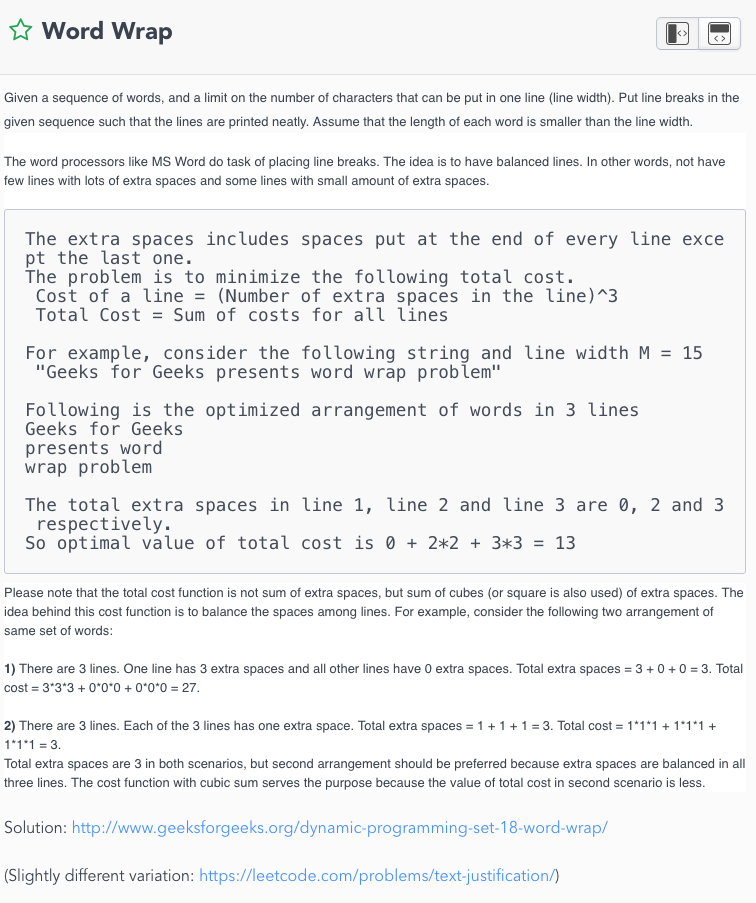 Word Wrap
Given a sequence of words, and a limit on the number of characters that can be put in one line (line width). Put line breaks in the
given sequence such that the lines are printed neatly. Assume that the length of each word is smaller than the line width.
The word processors like MS Word do task of placing line breaks. The idea is to have balanced lines. In other words, not have
few lines with lots of extra spaces and some lines with small amount of extra spaces.
The extra spaces includes spaces put at the end of every line exce
pt the last one.
The problem is to minimize the following total cost.
Cost of a line = (Number of extra spaces in the line)^3
Total Cost = Sum of costs for all lines
For example, consider the following string and line width M = 15
"Geeks for Geeks presents word wrap problem"
Following is the optimized arrangement of words in 3 lines
Geeks for Geeks
presents word
wrap problem
The total extra spaces in line 1, line 2 and line 3 are 0, 2 and 3
respectively.
So optimal value of total cost is 0 + 2*2 + 3*3 = 13
Please note that the total cost function is not sum of extra spaces, but sum of cubes (or square is also used) of extra spaces. The
idea behind this cost function is to balance the spaces among lines. For example, consider the following two arrangement of
same set of words:
1) There are 3 lines. One line has 3 extra spaces and all other lines have 0 extra spaces. Total extra spaces = 3 + 0 + 0 = 3. Total
cost = 3*3*3 + 0*0*0 + 0*0*0 = 27.
2) There are 3 lines. Each of the 3 lines has one extra space. Total extra spaces = 1 + 1 + 1 = 3. Total cost = 1*1*1 + 1*1*1 +
1*1*1 = 3.
Total extra spaces are 3 in both scenarios, but second arrangement should be preferred because extra spaces are balanced in all
three lines. The cost function with cubic sum serves the purpose because the value of total cost in second scenario is less.
Solution: http://www.geeksforgeeks.org/dynamic-programming-set-18-word-wrap/
(Slightly different variation: https://leetcode.com/problems/text-justification/)